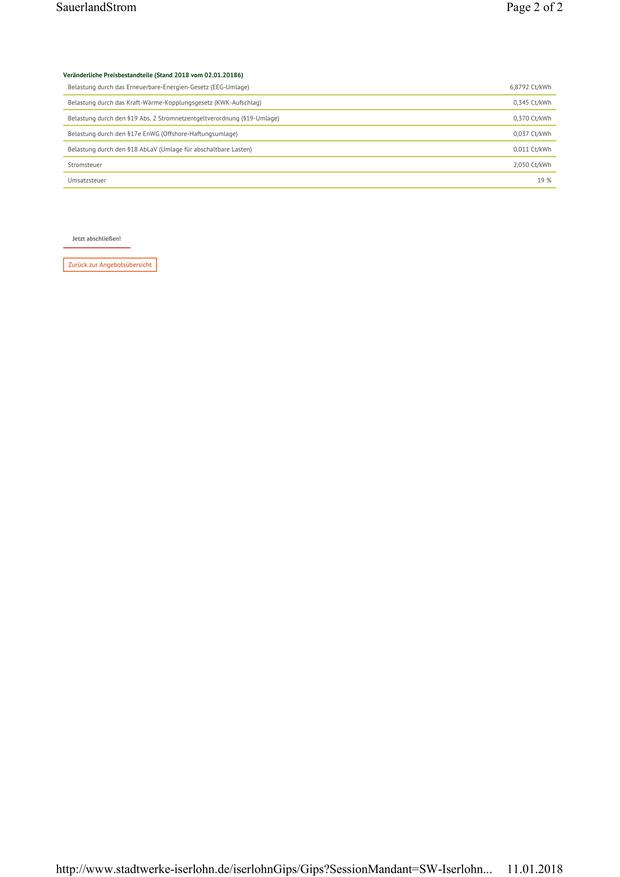 SauerlandStrom Page 2 of 2
Veränderliche Preisbestandteile (Stand 2018 vom 02.01.20186)
Belastung durch das Erneuerbare-Energien-Gesetz (EEG-Umlage) 6,8792 Ct/kWh
Belastung durch das Kraft-Wärme-Kopplungsgesetz (KWK-Aufschlag) 0,345 Ct/kWh
Belastung durch den §19 Abs. 2 Stromnetzentgeltverordnung (§19-Umlage) 0,370 Ct/kWh
Belastung durch den §17e EnWG (Offshore-Haftungsumlage) 0,037 Ct/kWh
Belastung durch den §18 AbLaV (Umlage für abschaltbare Lasten) 0,011 Ct/kWh
Stromsteuer 2,050 Ct/kWh
Umsatzsteuer 19 %
Jetzt abschließen!
Zurück zur Angebotsübersicht
http://www.stadtwerke-iserlohn.de/iserlohnGips/Gips?SessionMandant=SW-Iserlohn... 11.01.2018